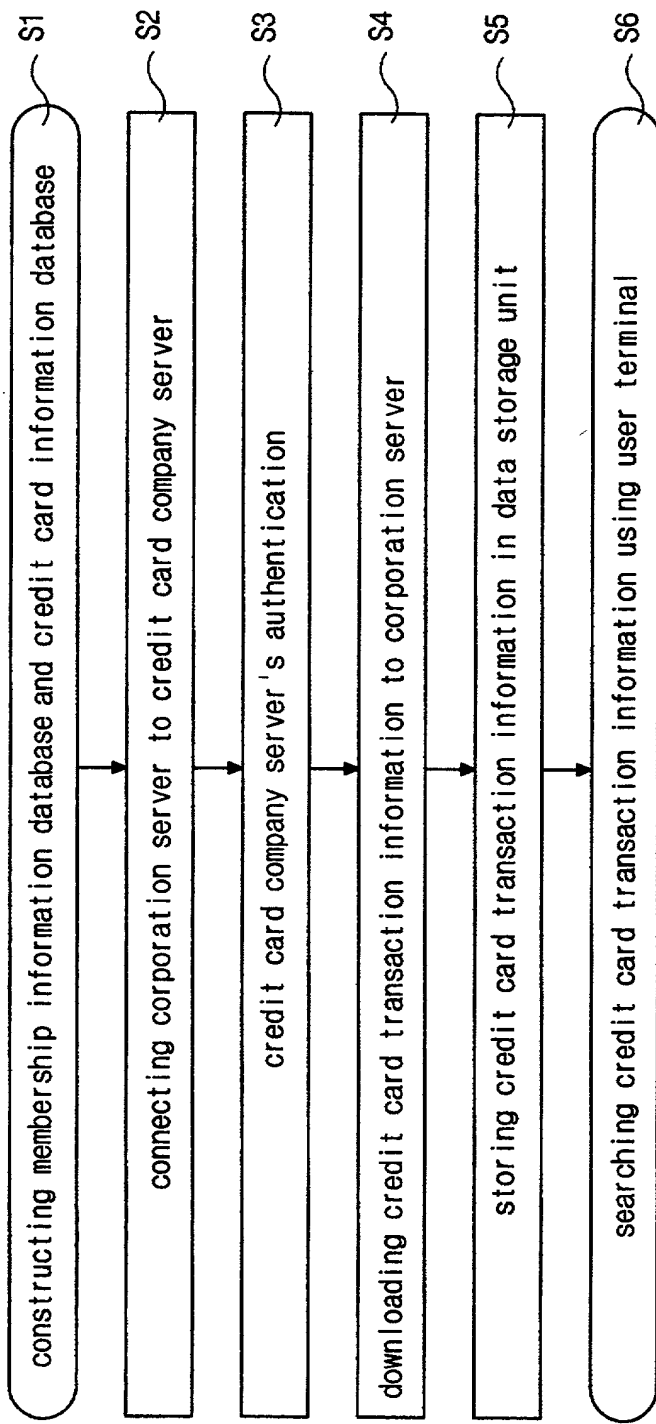 constructing membership information database and credit card information database
S1
connecting corporation server to credit card company server
S2
credit card company server's authentication
S3
downloading credit card transaction information to corporation server
S4
storing credit card transaction information in data storage unit
S5
searching credit card transaction information using user terminal
S6